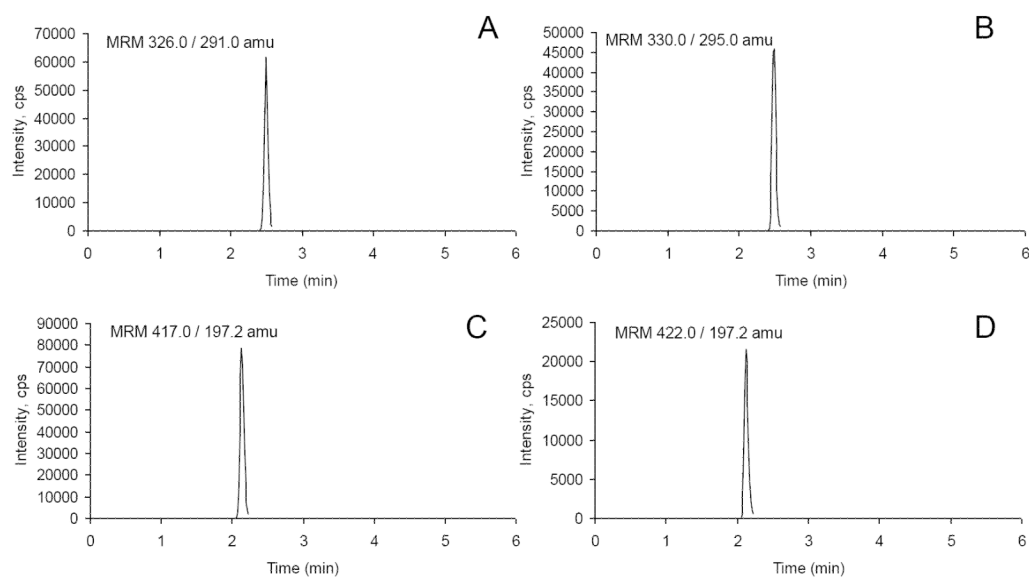 A
MRM 326.0 / 291.0 amu
70000
60000
50000
40000
30000
20000
10000
0
Intensity, cps
0 1 2 3 4 5 6
Time (min)
B
MRM 330.0 / 295.0 amu
50000
45000
40000
35000
30000
25000
20000
15000
10000
5000
0
Intensity, cps
0 1 2 3 4 5 6
Time (min)
C
MRM 417.0 / 197.2 amu
90000
80000
70000
60000
50000
40000
30000
20000
10000
0
Intensity, cps
0 1 2 3 4 5 6
Time (min)
D
MRM 422.0 / 197.2 amu
25000
20000
15000
10000
5000
0
Intensity, cps
0 1 2 3 4 5 6
Time (min)